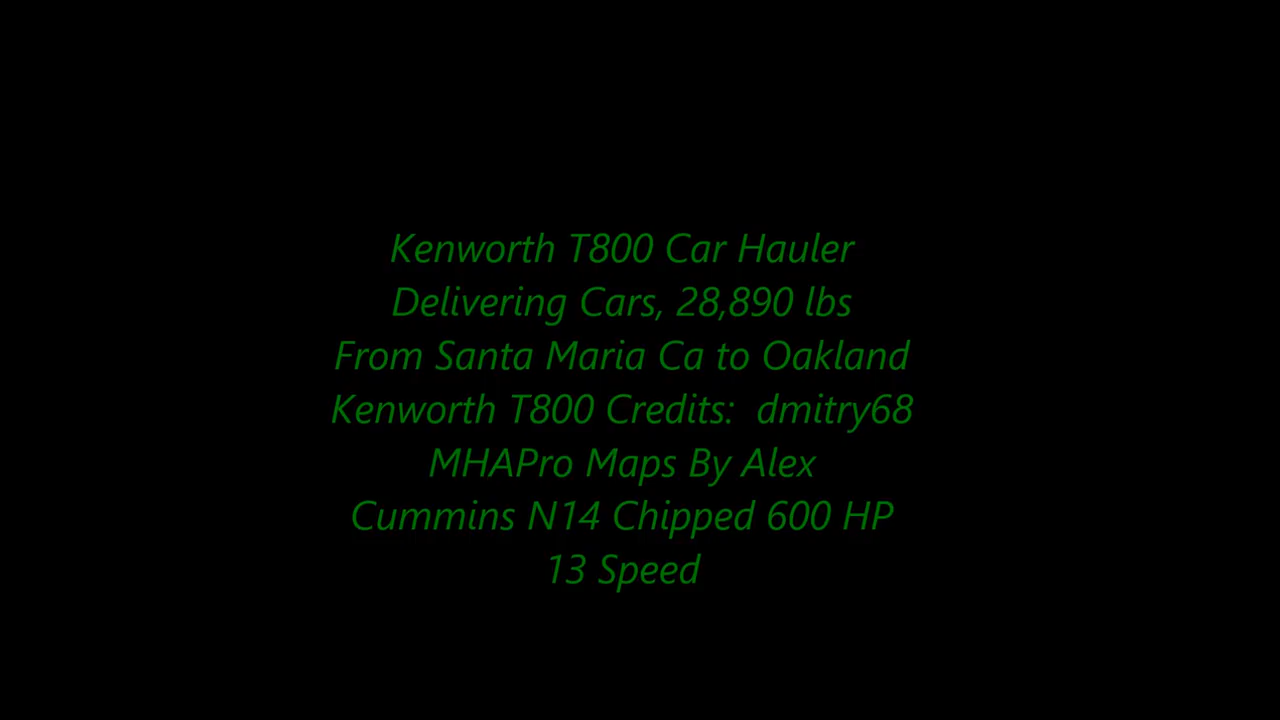 Kenworth T800 Car Hauler
Delivering Cars, 28,890 lbs
From Santa Maria Ca to Oakland
Kenworth T800 Credits:  dmitry68
MHAPro Maps By Alex
Cummins N14 Chipped 600 HP
13 Speed